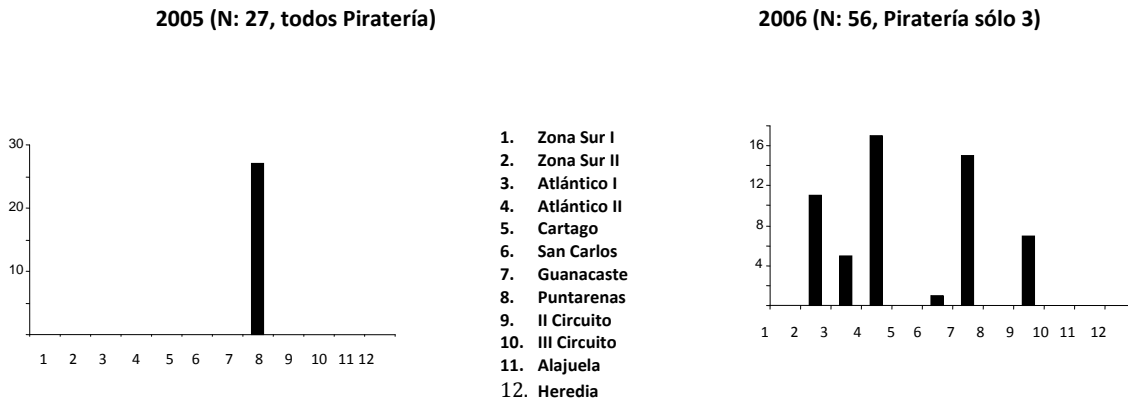 2005 (N: 27, todos Piratería)
2006 (N: 56, Piratería sólo 3)
30
20
10
1 2 3 4 5 6 7 8 9 10 11 12
1. Zona Sur I
2. Zona Sur II
3. Atlántico I
4. Atlántico II
5. Cartago
6. San Carlos
7. Guanacaste
8. Puntarenas
9. II Circuito
10. III Circuito
11. Alajuela
12. Heredia
16
12
8
4
1 2 3 4 5 6 7 8 9 10 11 12